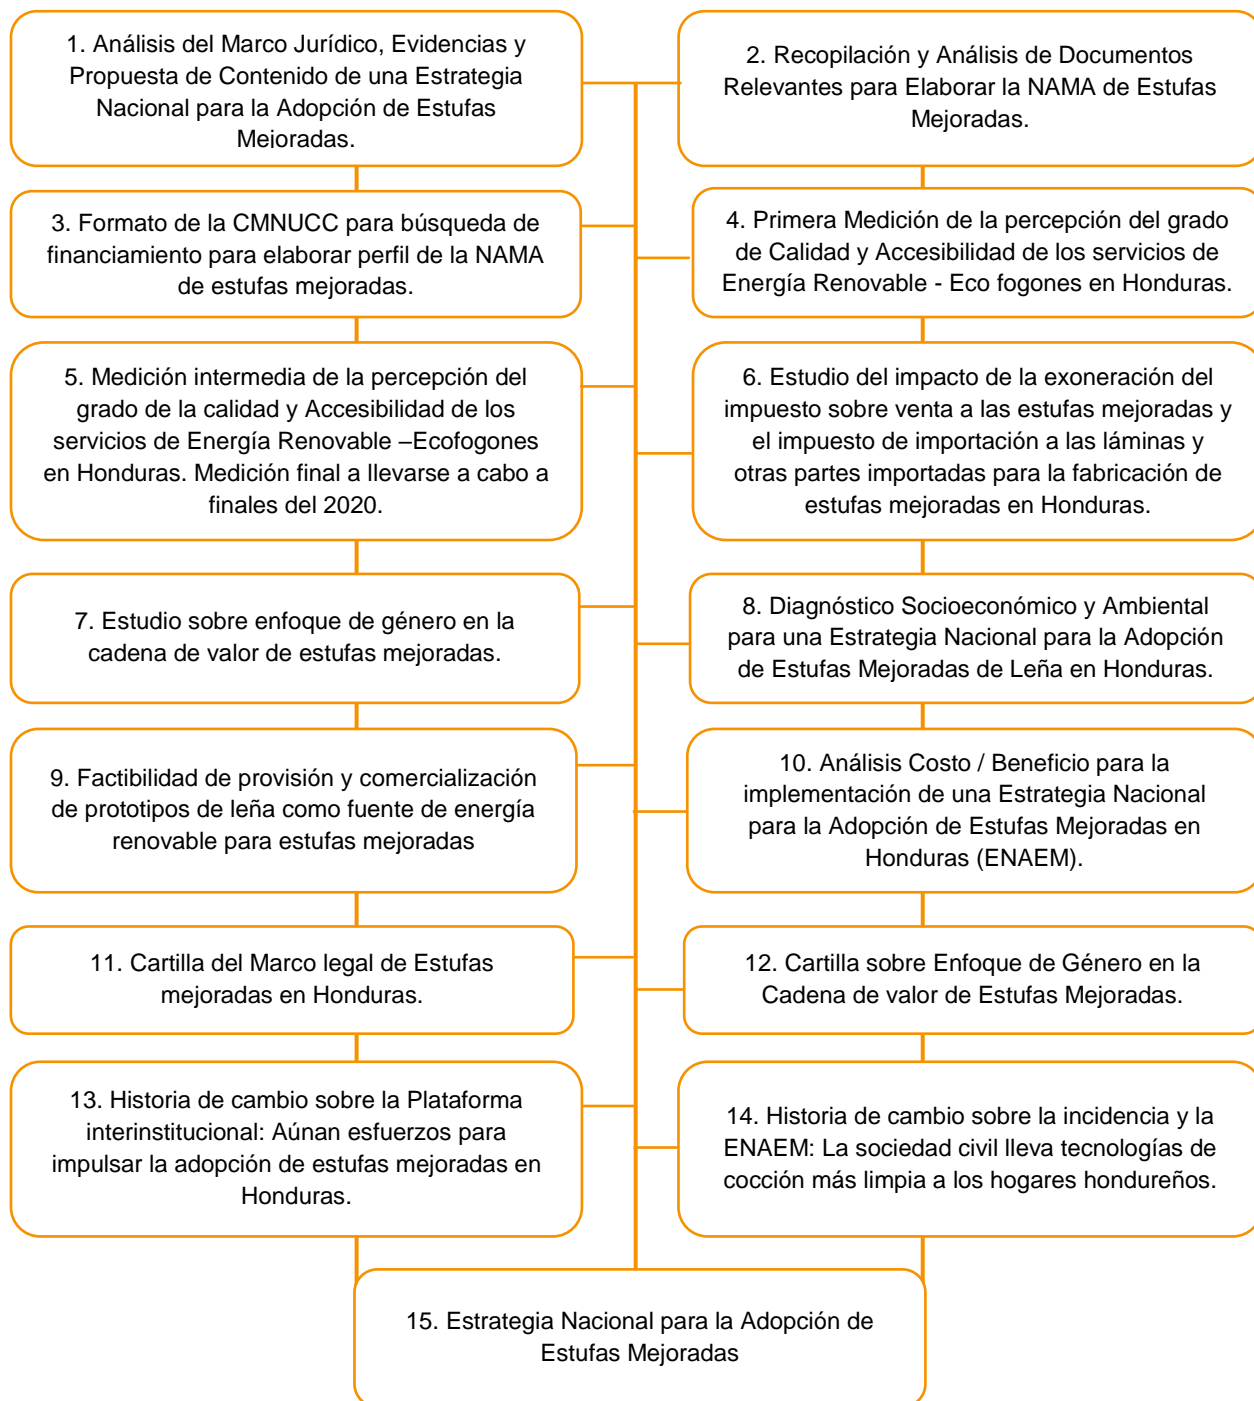 1. Análisis del Marco Jurídico, Evidencias y
Propuesta de Contenido de una Estrategia
Nacional para la Adopción de Estufas
Mejoradas.
2. Recopilación y Análisis de Documentos
Relevantes para Elaborar la NAMA de Estufas
Mejoradas.
3. Formato de la CMNUCC para búsqueda de
financiamiento para elaborar perfil de la NAMA
de estufas mejoradas.
4. Primera Medición de la percepción del grado
de Calidad y Accesibilidad de los servicios de
Energía Renovable - Eco fogones en Honduras.
5. Medición intermedia de la percepción del
grado de la calidad y Accesibilidad de los
servicios de Energía Renovable –Ecofogones
en Honduras. Medición final a llevarse a cabo a
finales del 2020.
6. Estudio del impacto de la exoneración del
impuesto sobre venta a las estufas mejoradas y
el impuesto de importación a las láminas y
otras partes importadas para la fabricación de
estufas mejoradas en Honduras.
7. Estudio sobre enfoque de género en la
cadena de valor de estufas mejoradas.
8. Diagnóstico Socioeconómico y Ambiental
para una Estrategia Nacional para la Adopción
de Estufas Mejoradas de Leña en Honduras.
9. Factibilidad de provisión y comercialización
de prototipos de leña como fuente de energía
renovable para estufas mejoradas
10. Análisis Costo / Beneficio para la
implementación de una Estrategia Nacional
para la Adopción de Estufas Mejoradas en
Honduras (ENAEM).
11. Cartilla del Marco legal de Estufas
mejoradas en Honduras.
12. Cartilla sobre Enfoque de Género en la
Cadena de valor de Estufas Mejoradas.
13. Historia de cambio sobre la Plataforma
interinstitucional: Aúnan esfuerzos para
impulsar la adopción de estufas mejoradas en
Honduras.
14. Historia de cambio sobre la incidencia y la
ENAEM: La sociedad civil lleva tecnologías de
cocción más limpia a los hogares hondureños.
15. Estrategia Nacional para la Adopción de
Estufas Mejoradas